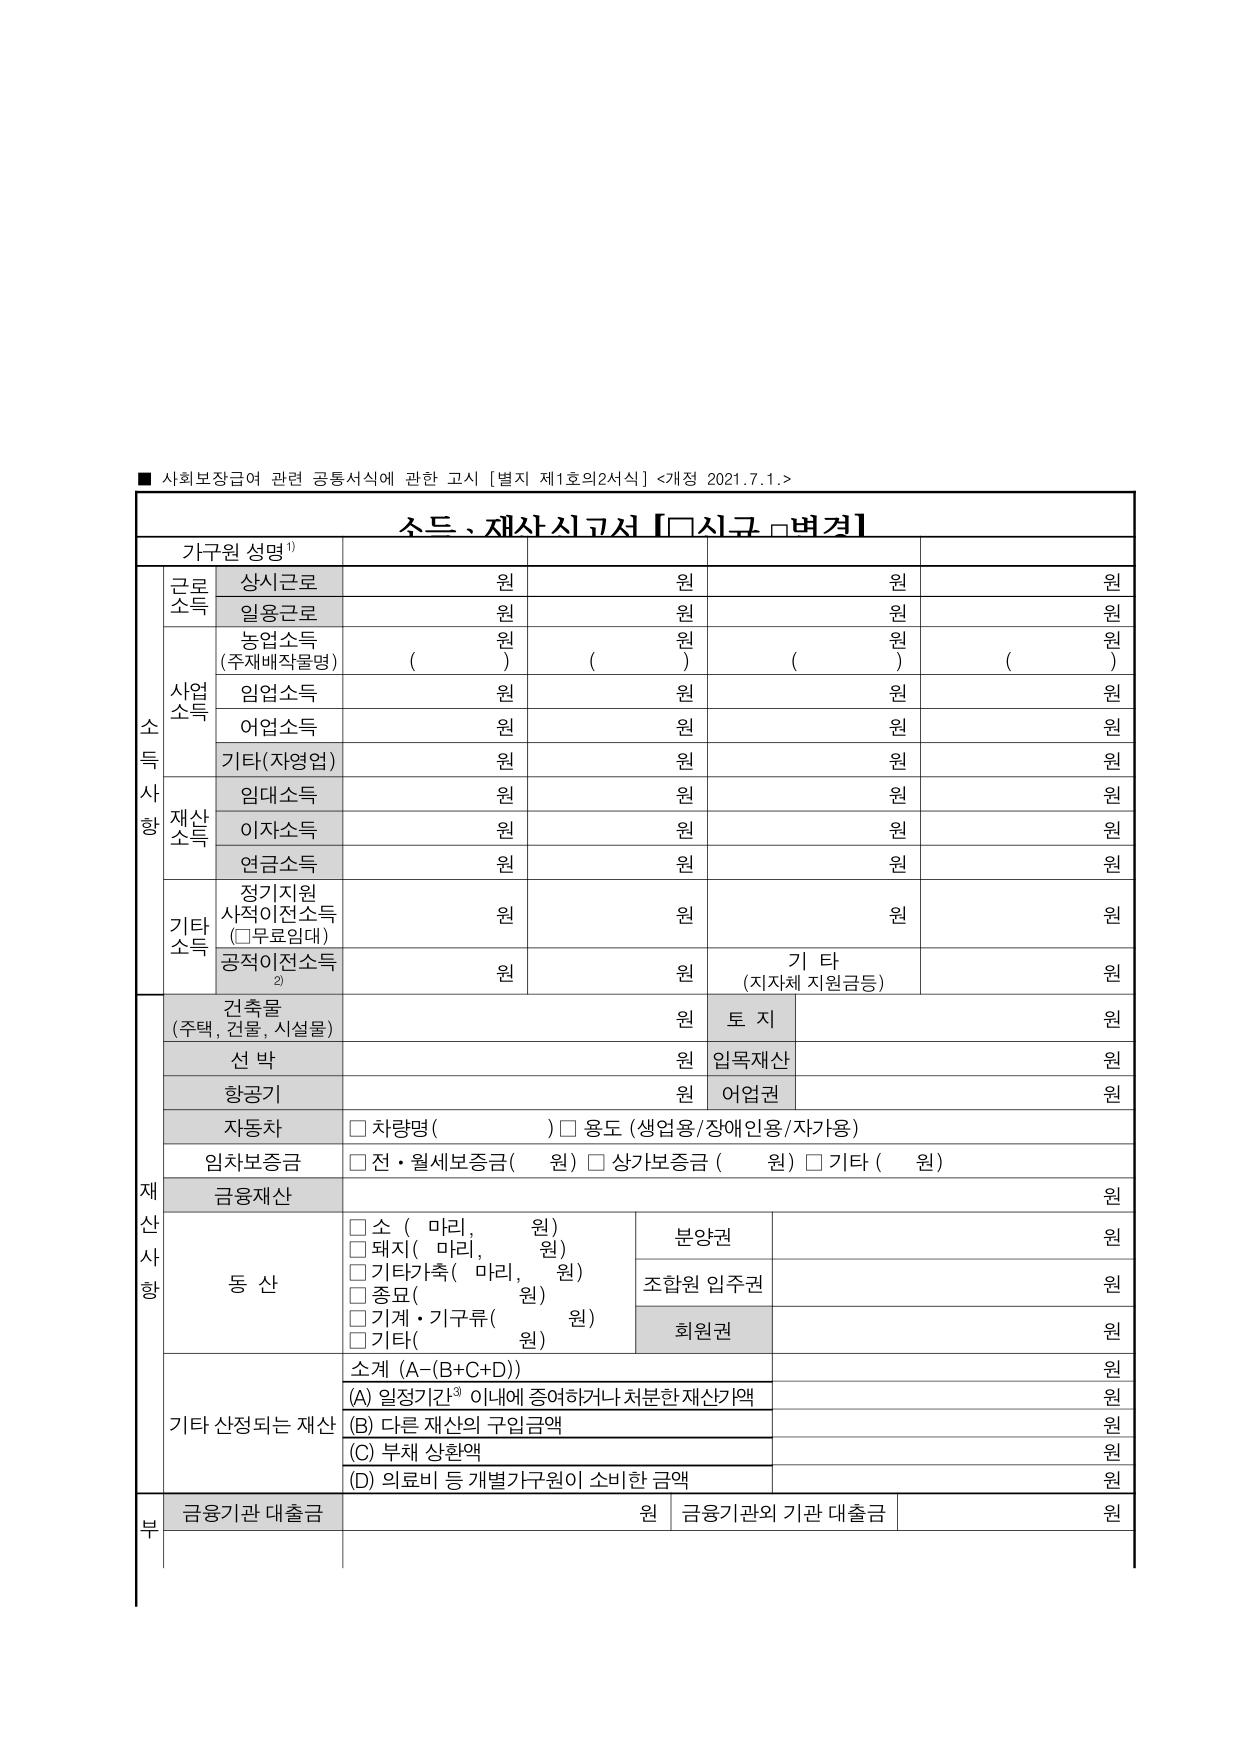 ■ 사회보장급여 관련 공통서식에 관한 고시 [별지 제1호의2서식] <개정 2021.7.1.>
소득ㆍ재산 신고서 [□신규 □변경]
가구원 성명1)
소득사항
근로
소득
상시근로 원 원 원 원
일용근로 원 원 원 원
사업
소득
농업소득 원 원 원 원
(주재배작물명) ( ) ( ) ( ) ( )
임업소득 원 원 원 원
어업소득 원 원 원 원
기타(자영업) 원 원 원 원
재산
소득
임대소득 원 원 원 원
이자소득 원 원 원 원
연금소득 원 원 원 원
기타
소득
정기지원
사적이전소득 원 원 원 원
(□무료임대)
공적이전소득 원 원 기 타 원
2) (지자체 지원금등)
재산사항
건축물
(주택, 건물, 시설물) 원 토 지 원
선 박 원 입목재산 원
항공기 원 어업권 원
자동차 □ 차량명( ) □ 용도 (생업용/장애인용/자가용)
임차보증금 □ 전・월세보증금( 원) □ 상가보증금 ( 원) □ 기타 ( 원)
금융재산 원
동 산
□ 소 ( 마리, 원)
□ 돼지( 마리, 원)
□ 기타가축( 마리, 원)
□ 종묘( 원)
□ 기계・기구류( 원)
□ 기타( 원)
분양권 원
조합원 입주권 원
회원권 원
기타 산정되는 재산
소계 (A-(B+C+D)) 원
(A) 일정기간3) 이내에 증여하거나 처분한 재산가액 원
(B) 다른 재산의 구입금액 원
(C) 부채 상환액 원
(D) 의료비 등 개별가구원이 소비한 금액 원
부
금융기관 대출금 원 금융기관외 기관 대출금 원